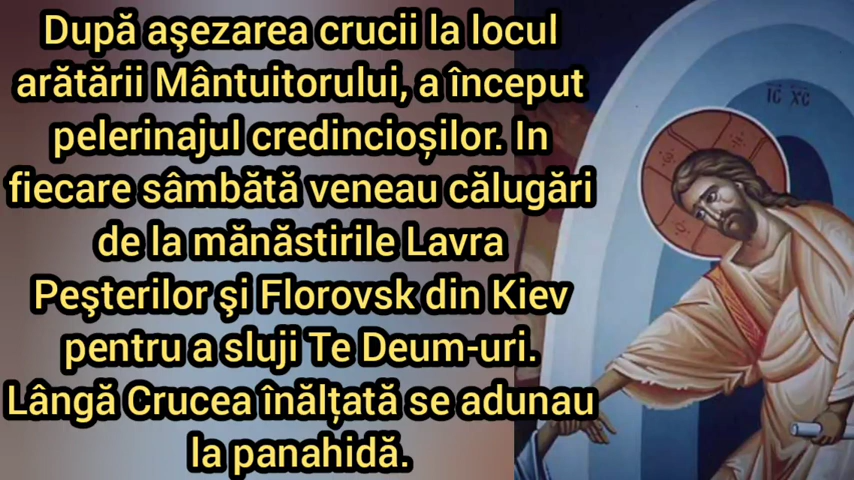 După aşezarea crucii la locul
arătării Mântuitorului, a început
pelerinajul credincioșilor. In
fiecare sâmbătă veneau călugări
de la mănăstirile Lavra
Peşterilor şi Florovsk din Kiev
pentru a sluji Te Deum-uri.
Lângă Crucea înălțată se adunau
la panahidă.
IC XC